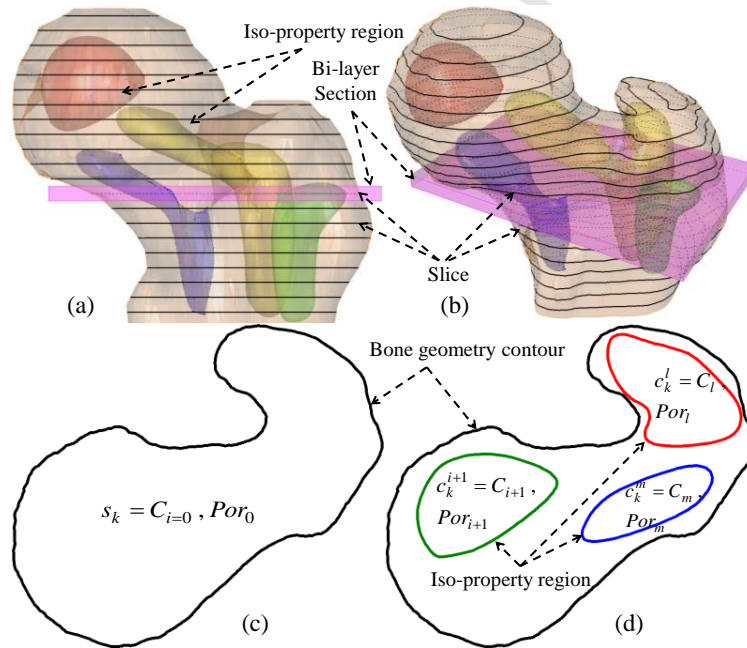 Iso-property region
Bi-layer
Section
Slice
(a)
(b)
Bone geometry contour
s_k = C_{i=0} , Por_0
c_k^l = C_l ,
Por_l
c_k^{i+1} = C_{i+1} ,
Por_{i+1}
c_k^m = C_m ,
Por_m
Iso-property region
(c)
(d)